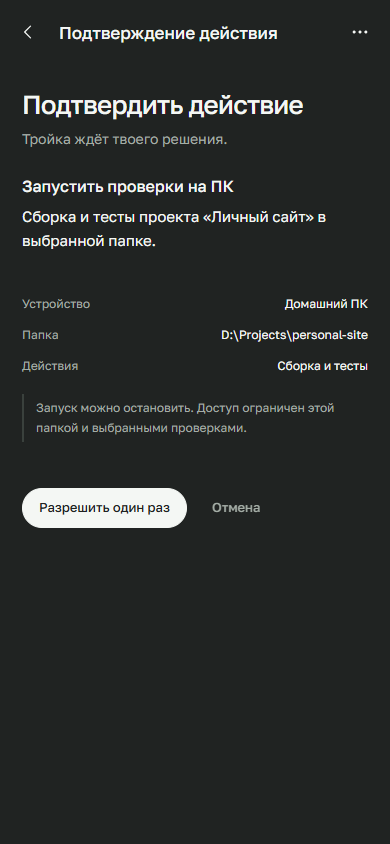 Подтверждение действия
Подтвердить действие
Тройка ждёт твоего решения.
Запустить проверки на ПК
Сборка и тесты проекта «Личный сайт» в
выбранной папке.
Устройство Домашний ПК
Папка D:\Projects\personal-site
Действия Сборка и тесты
Запуск можно остановить. Доступ ограничен этой
папкой и выбранными проверками.
Разрешить один раз Отмена